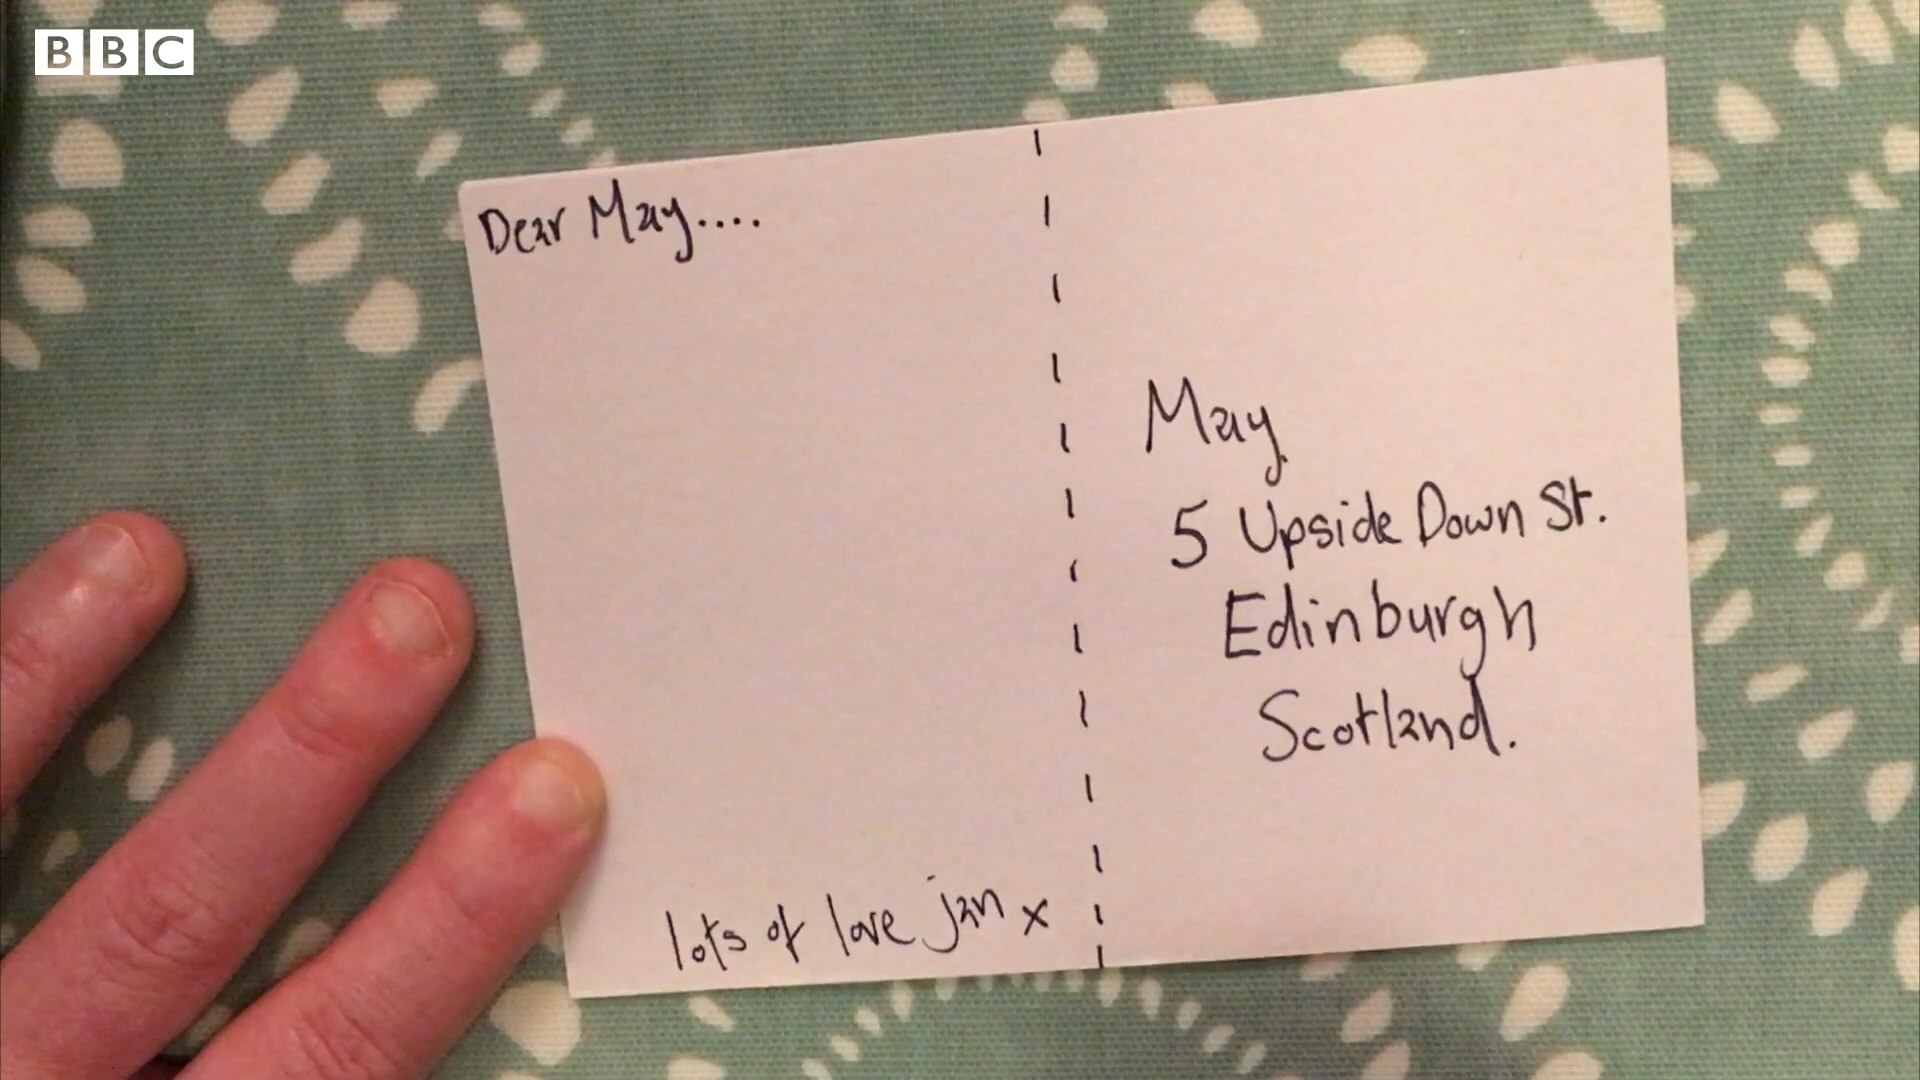 BBC
Dear May....
lots of love jan x
May
5 Upside Down St.
Edinburgh
Scotland.